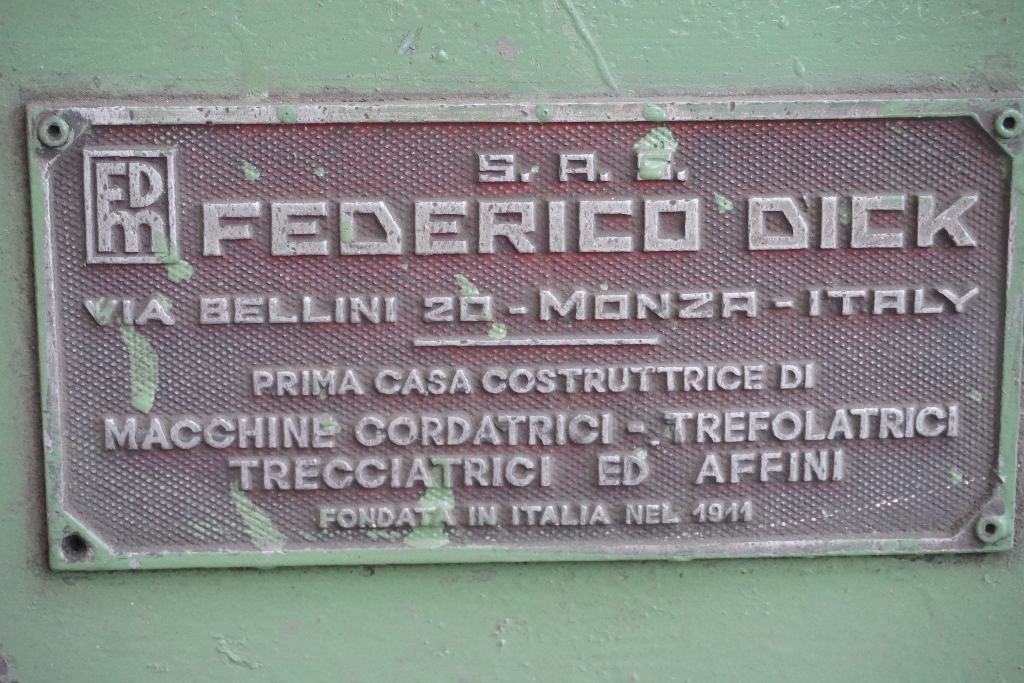 FDM
S. A. S.
FEDERICO DICK
VIA BELLINI 20 - MONZA - ITALY
PRIMA CASA COSTRUTTRICE DI
MACCHINE CORDATRICI - TREFOLATRICI
TRECCIATRICI ED AFFINI
FONDATA IN ITALIA NEL 1911